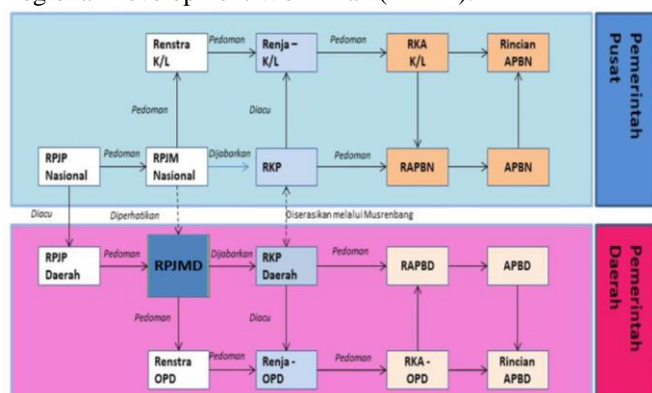 Renstra
K/L
Pedoman
Renja –
K/L
Pedoman
RKA
K/L
Rincian
APBN
Pemerintah
Pusat
Pedoman
Diacu
RPJP
Nasional
Pedoman
RPJM
Nasional
Dijabarkan
RKP
Pedoman
RAPBN
APBN
Diacu
Diperhatikan
Diserasikan melalui Musrenbang
RPJP
Daerah
Pedoman
RPJMD
Dijabarkan
RKP
Daerah
Pedoman
RAPBD
APBD
Pemerintah
Daerah
Pedoman
Diacu
Renstra
OPD
Pedoman
Renja -
OPD
Pedoman
RKA -
OPD
Rincian
APBD